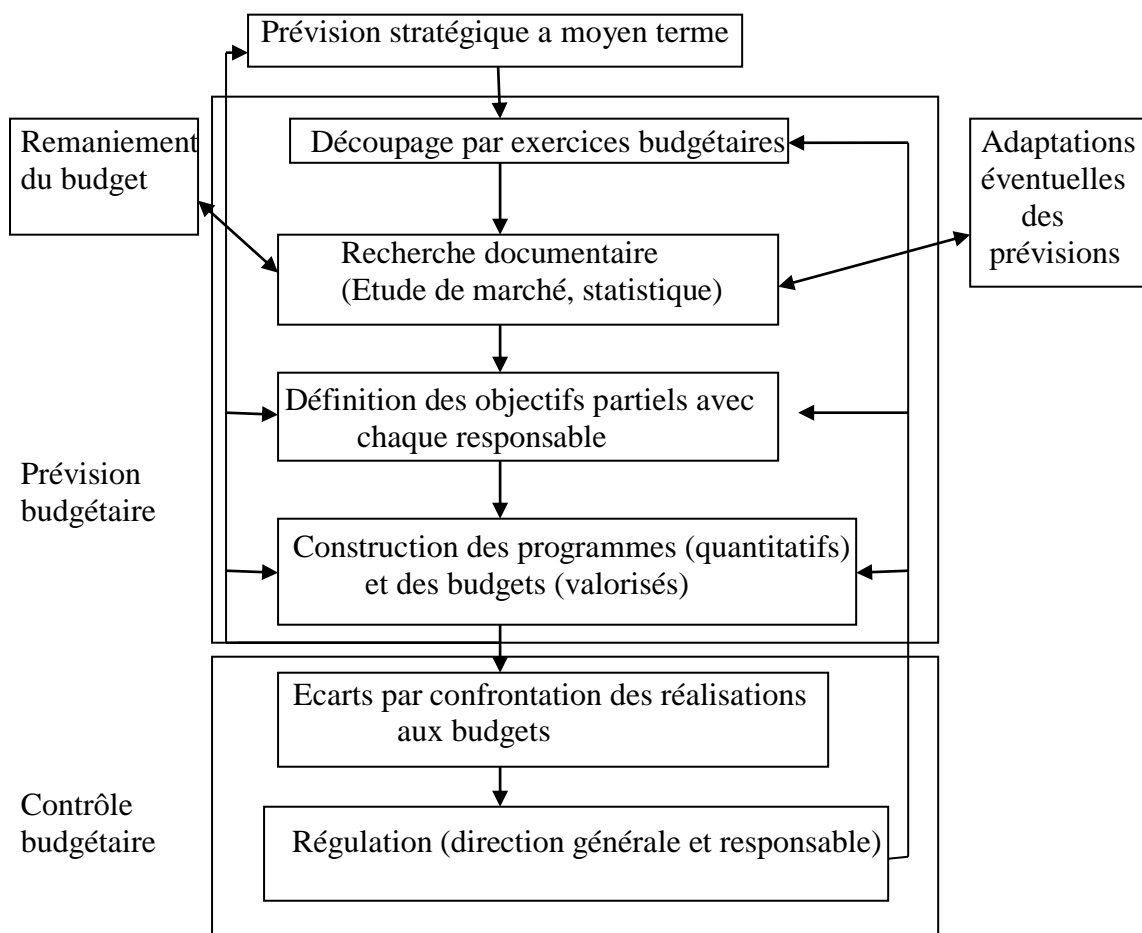 Prévision stratégique a moyen terme
Remaniement
du budget
Découpage par exercices budgétaires
Adaptations
éventuelles
des
prévisions
Recherche documentaire
(Etude de marché, statistique)
Définition des objectifs partiels avec
chaque responsable
Prévision
budgétaire
Construction des programmes (quantitatifs)
et des budgets (valorisés)
Ecarts par confrontation des réalisations
aux budgets
Contrôle
budgétaire
Régulation (direction générale et responsable)